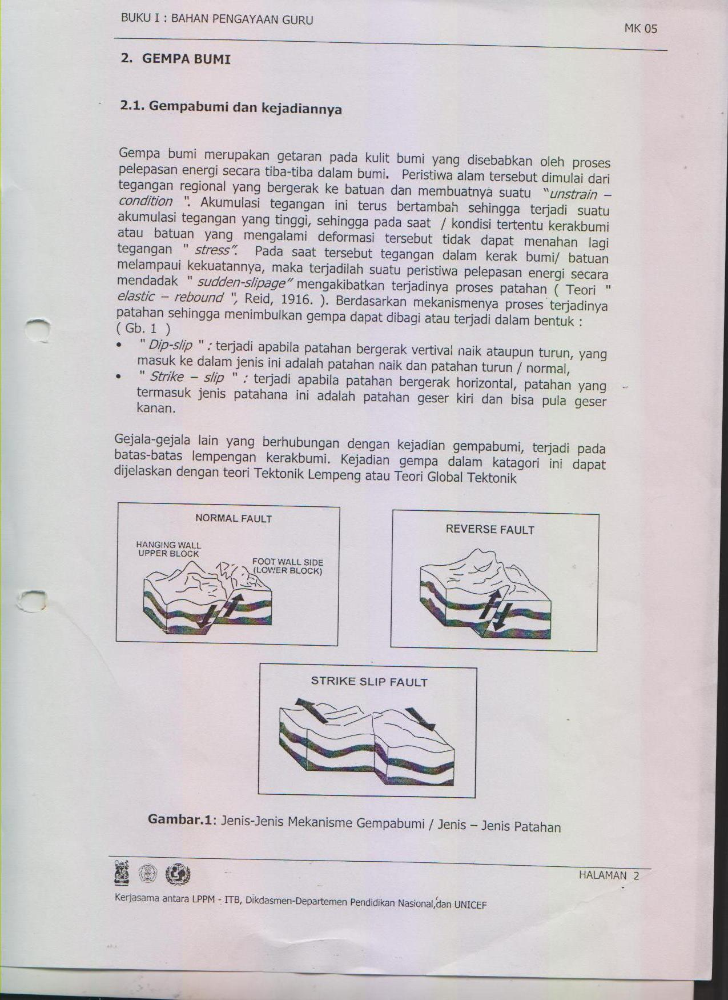 BUKU I : BAHAN PENGAYAAN GURU
MK 05
2. GEMPA BUMI
2.1. Gempabumi dan kejadiannya
Gempa bumi merupakan getaran pada kulit bumi yang disebabkan oleh proses
pelepasan energi secara tiba-tiba dalam bumi. Peristiwa alam tersebut dimulai dari
tegangan regional yang bergerak ke batuan dan membuatnya suatu "unstrain –
condition ". Akumulasi tegangan ini terus bertambah sehingga terjadi suatu
akumulasi tegangan yang tinggi, sehingga pada saat / kondisi tertentu kerakbumi
atau batuan yang mengalami deformasi tersebut tidak dapat menahan lagi
tegangan " stress". Pada saat tersebut tegangan dalam kerak bumi/ batuan
melampaui kekuatannya, maka terjadilah suatu peristiwa pelepasan energi secara
mendadak " sudden-slipage" mengakibatkan terjadinya proses patahan ( Teori "
elastic – rebound ", Reid, 1916. ). Berdasarkan mekanismenya proses terjadinya
patahan sehingga menimbulkan gempa dapat dibagi atau terjadi dalam bentuk :
( Gb. 1 )
• " Dip-slip " : terjadi apabila patahan bergerak vertival naik ataupun turun, yang
masuk ke dalam jenis ini adalah patahan naik dan patahan turun / normal,
• " Strike – slip " : terjadi apabila patahan bergerak horizontal, patahan yang
termasuk jenis patahana ini adalah patahan geser kiri dan bisa pula geser
kanan.
Gejala-gejala lain yang berhubungan dengan kejadian gempabumi, terjadi pada
batas-batas lempengan kerakbumi. Kejadian gempa dalam katagori ini dapat
dijelaskan dengan teori Tektonik Lempeng atau Teori Global Tektonik
NORMAL FAULT
HANGING WALL
UPPER BLOCK
FOOT WALL SIDE
(LOWER BLOCK)
REVERSE FAULT
STRIKE SLIP FAULT
Gambar.1: Jenis-Jenis Mekanisme Gempabumi / Jenis – Jenis Patahan
HALAMAN 2
Kerjasama antara LPPM - ITB, Dikdasmen-Departemen Pendidikan Nasional,dan UNICEF